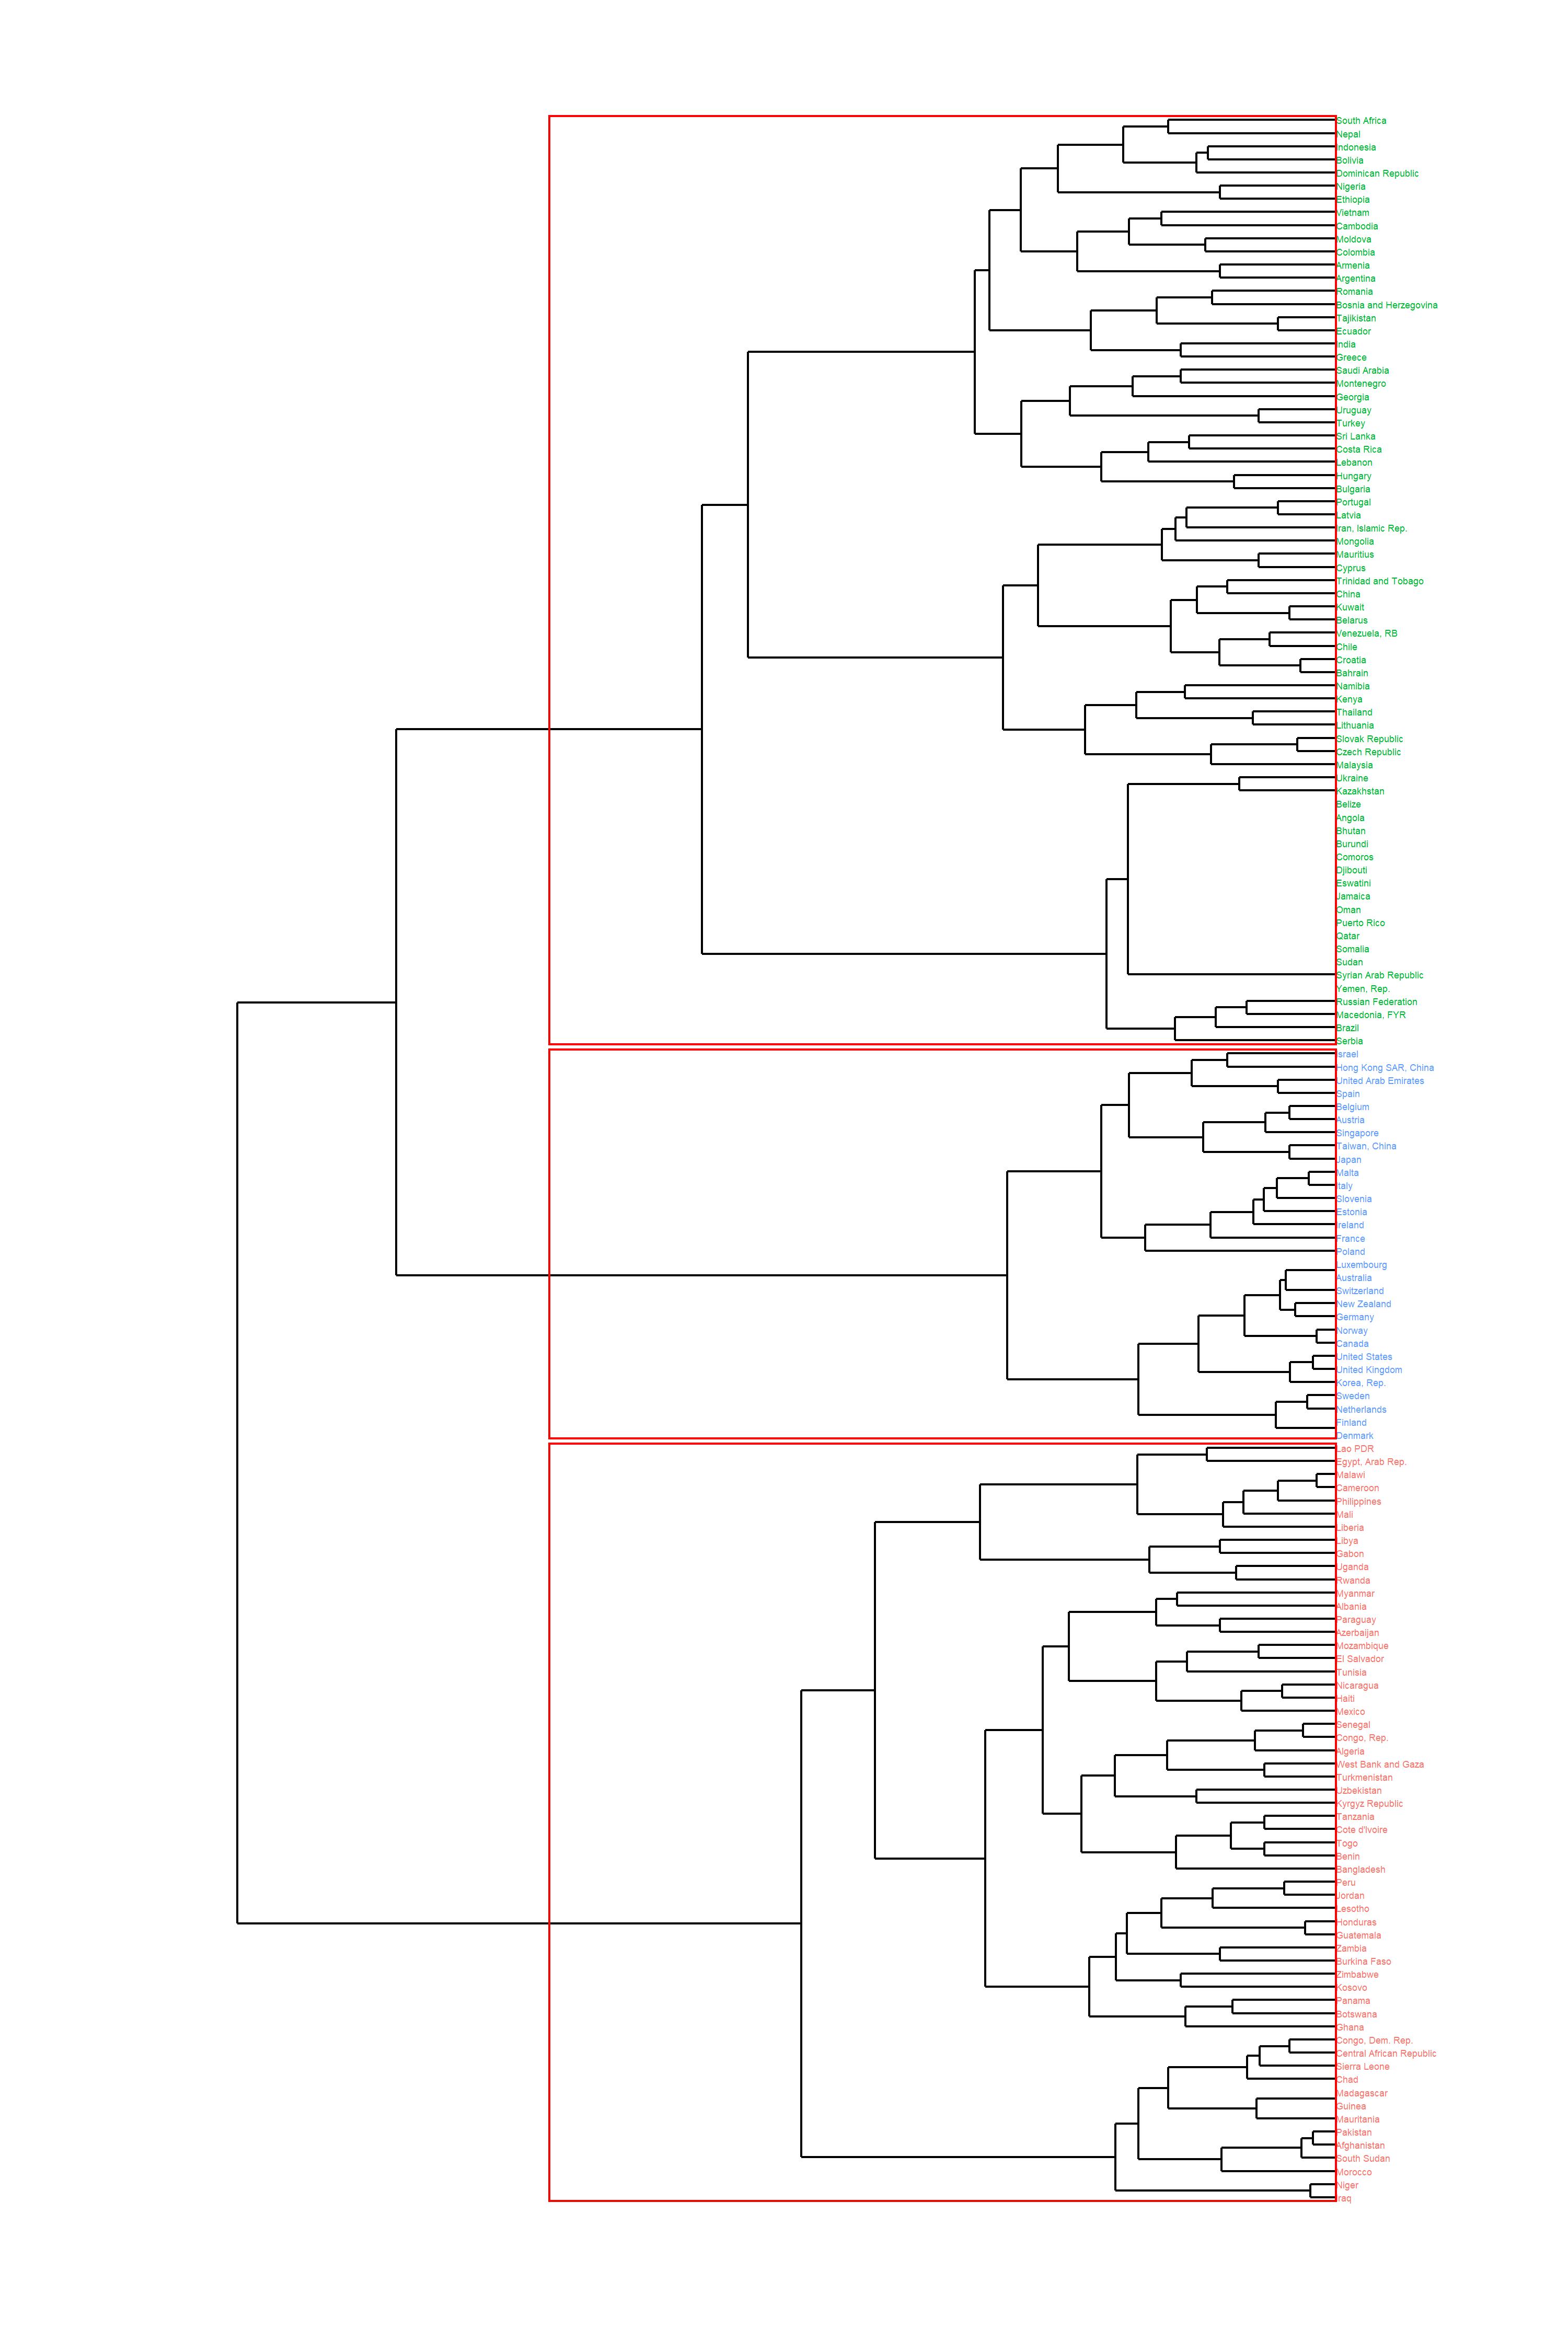 South Africa
Nepal
Indonesia
Bolivia
Dominican Republic
Nigeria
Ethiopia
Vietnam
Cambodia
Moldova
Colombia
Armenia
Argentina
Romania
Bosnia and Herzegovina
Tajikistan
Ecuador
India
Greece
Saudi Arabia
Montenegro
Georgia
Uruguay
Turkey
Sri Lanka
Costa Rica
Lebanon
Hungary
Bulgaria
Portugal
Latvia
Iran, Islamic Rep.
Mongolia
Mauritius
Cyprus
Trinidad and Tobago
China
Kuwait
Belarus
Venezuela, RB
Chile
Croatia
Bahrain
Namibia
Kenya
Thailand
Lithuania
Slovak Republic
Czech Republic
Malaysia
Ukraine
Kazakhstan
Belize
Angola
Bhutan
Burundi
Comoros
Djibouti
Eswatini
Jamaica
Oman
Puerto Rico
Qatar
Somalia
Sudan
Syrian Arab Republic
Yemen, Rep.
Russian Federation
Macedonia, FYR
Brazil
Serbia
Israel
Hong Kong SAR, China
United Arab Emirates
Spain
Belgium
Austria
Singapore
Taiwan, China
Japan
Malta
Italy
Slovenia
Estonia
Ireland
France
Poland
Luxembourg
Australia
Switzerland
New Zealand
Germany
Norway
Canada
United States
United Kingdom
Korea, Rep.
Sweden
Netherlands
Finland
Denmark
Lao PDR
Egypt, Arab Rep.
Malawi
Cameroon
Philippines
Mali
Liberia
Libya
Gabon
Uganda
Rwanda
Myanmar
Albania
Paraguay
Azerbaijan
Mozambique
El Salvador
Tunisia
Nicaragua
Haiti
Mexico
Senegal
Congo, Rep.
Algeria
West Bank and Gaza
Turkmenistan
Uzbekistan
Kyrgyz Republic
Tanzania
Cote d'Ivoire
Togo
Benin
Bangladesh
Peru
Jordan
Lesotho
Honduras
Guatemala
Zambia
Burkina Faso
Zimbabwe
Kosovo
Panama
Botswana
Ghana
Congo, Dem. Rep.
Central African Republic
Sierra Leone
Chad
Madagascar
Guinea
Mauritania
Pakistan
Afghanistan
South Sudan
Morocco
Niger
Iraq